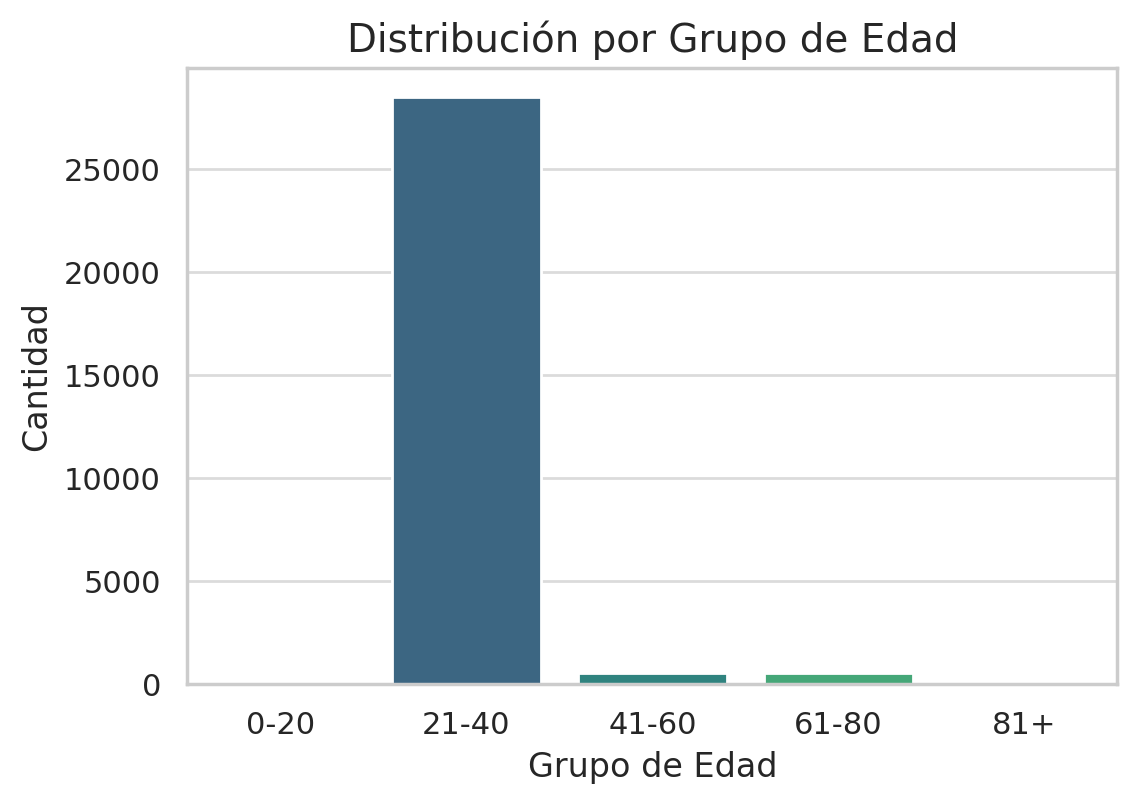 Distribución por Grupo de Edad
Cantidad
25000
20000
15000
10000
5000
0
0-20 21-40 41-60 61-80 81+
Grupo de Edad